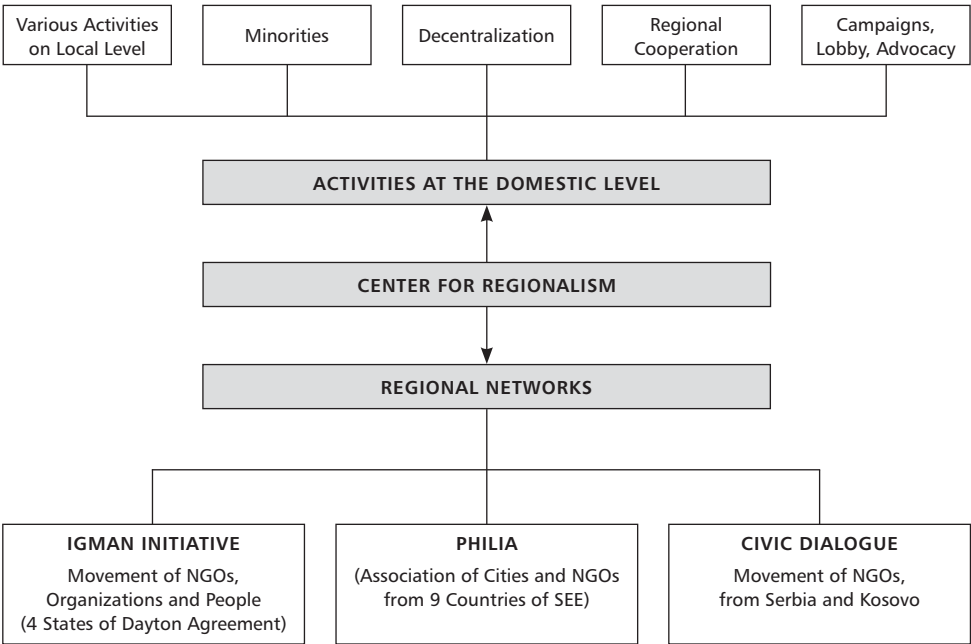 Various Activities
on Local Level
Minorities
Decentralization
Regional
Cooperation
Campaigns,
Lobby, Advocacy
ACTIVITIES AT THE DOMESTIC LEVEL
CENTER FOR REGIONALISM
REGIONAL NETWORKS
IGMAN INITIATIVE
Movement of NGOs,
Organizations and People
(4 States of Dayton Agreement)
PHILIA
(Association of Cities and NGOs
from 9 Countries of SEE)
CIVIC DIALOGUE
Movement of NGOs,
from Serbia and Kosovo